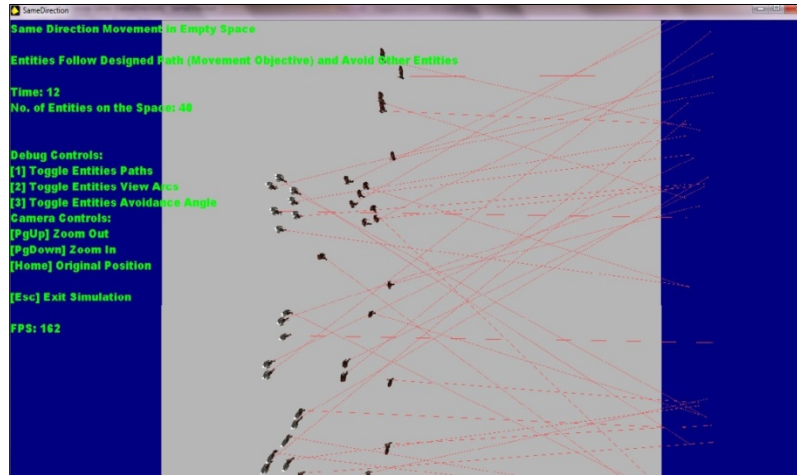 SameDirection
Same Direction Movement in Empty Space
Entities Follow Designed Path (Movement Objective) and Avoid Other Entities
Time: 12
No. of Entities on the Space: 40
Debug Controls:
[1] Toggle Entities Paths
[2] Toggle Entities View Arcs
[3] Toggle Entities Avoidance Angle
Camera Controls:
[PgUp] Zoom Out
[PgDown] Zoom In
[Home] Original Position
[Esc] Exit Simulation
FPS: 162